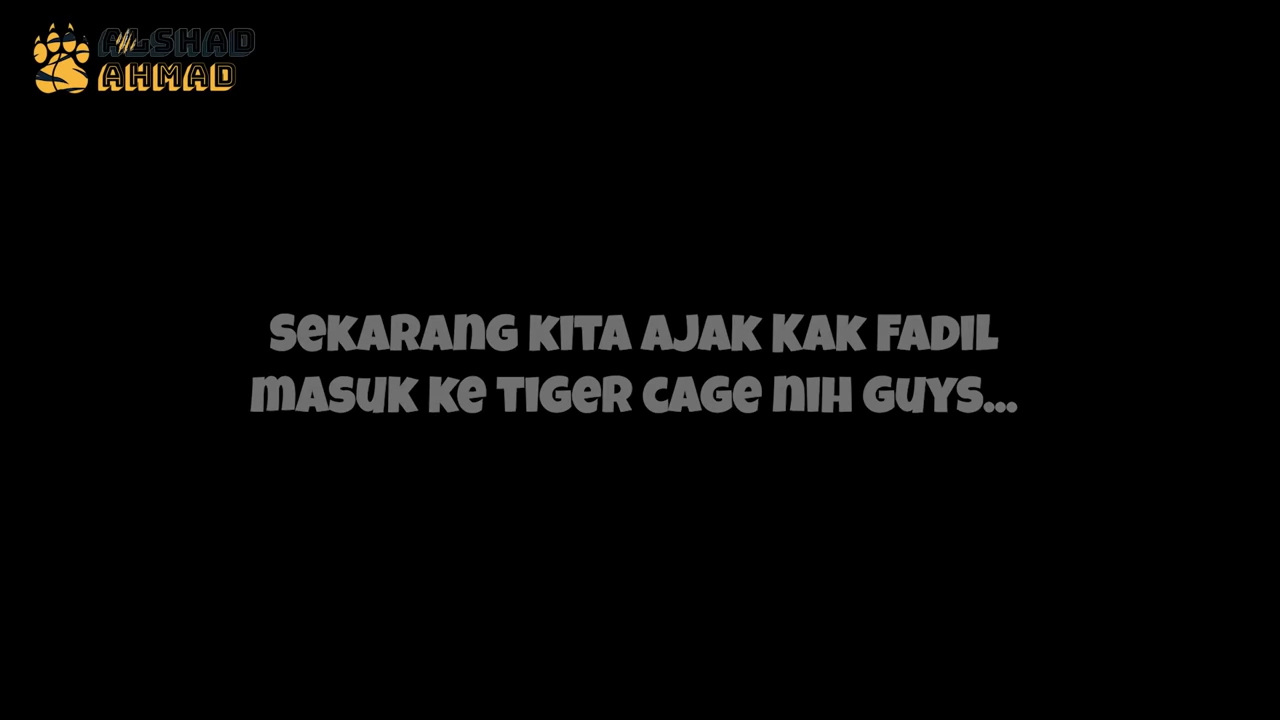 ALSHAD
AHMAD
Sekarang kita ajak Kak Fadil
masuk ke tiger cage nih guys...